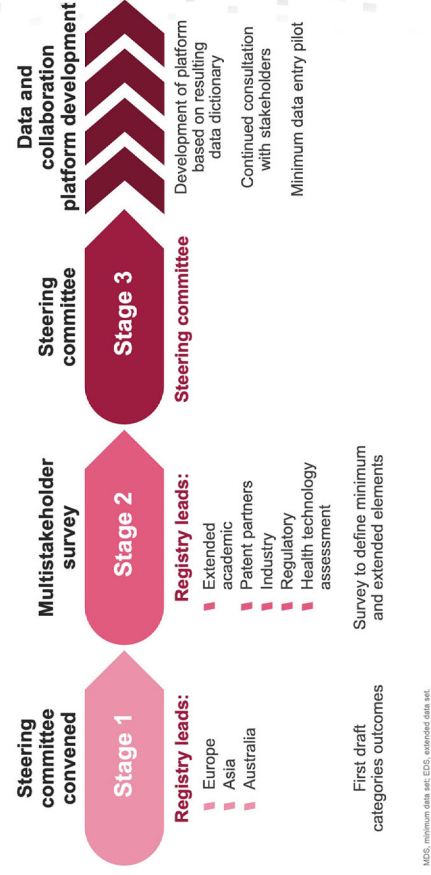 Steering
committee
convened
Stage 1
Registry leads:
Europe
Asia
Australia
First draft
categories outcomes
Multistakeholder
survey
Stage 2
Registry leads:
Extended
academic
Patent partners
Industry
Regulatory
Health technology
assessment
Survey to define minimum
and extended elements
Steering
committee
Stage 3
Steering committee
Data and
collaboration
platform development
Development of platform
based on resulting
data dictionary
Continued consultation
with stakeholders
Minimum data entry pilot
MDS, minimum data set; EDS, extended data set.